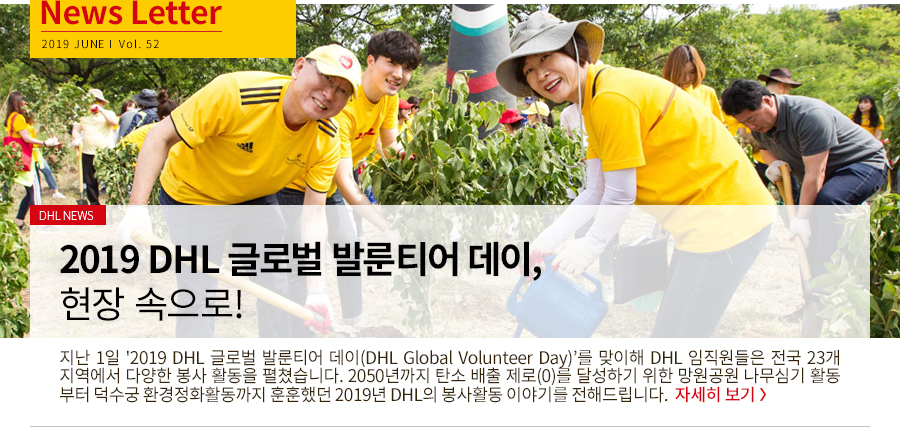 News Letter
2019 JUNE I Vol. 52
DHL NEWS
2019 DHL 글로벌 발룬티어 데이,
현장 속으로!
지난 1일 '2019 DHL 글로벌 발룬티어 데이(DHL Global Volunteer Day)'를 맞이해 DHL 임직원들은 전국 23개
지역에서 다양한 봉사 활동을 펼쳤습니다. 2050년까지 탄소 배출 제로(0)를 달성하기 위한 망원공원 나무심기 활동
부터 덕수궁 환경정화활동까지 훈훈했던 2019년 DHL의 봉사활동 이야기를 전해드립니다. 자세히 보기 >